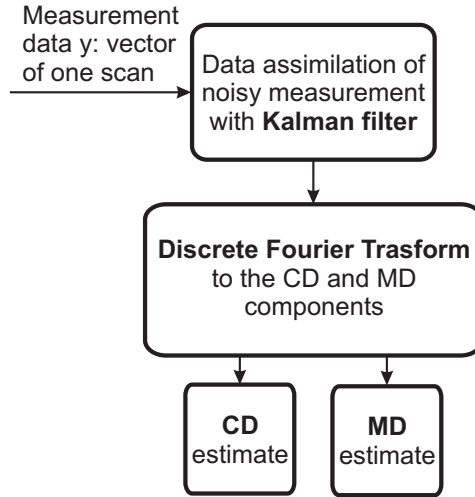 Measurement
data y: vector
of one scan
Data assimilation of
noisy measurement
with Kalman filter
Discrete Fourier Trasform
to the CD and MD
components
CD
estimate
MD
estimate